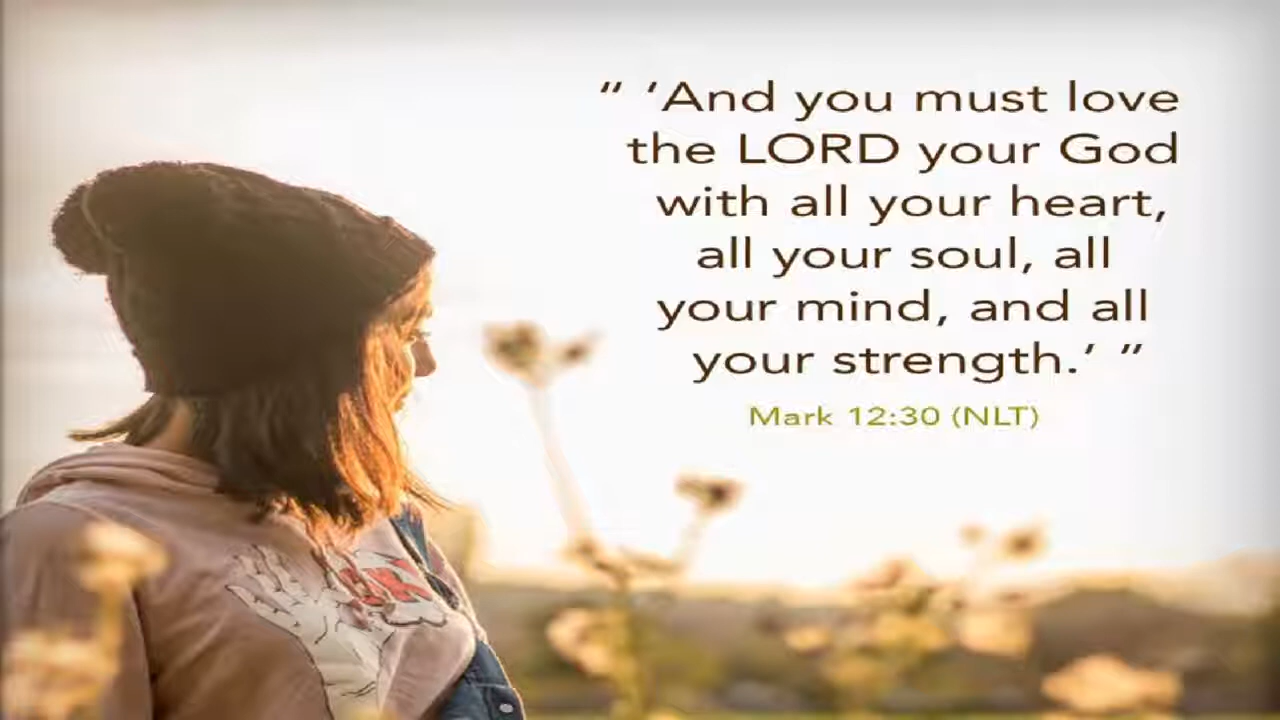 “ ‘And you must love
the LORD your God
with all your heart,
all your soul, all
your mind, and all
your strength.’ ”
Mark 12:30 (NLT)